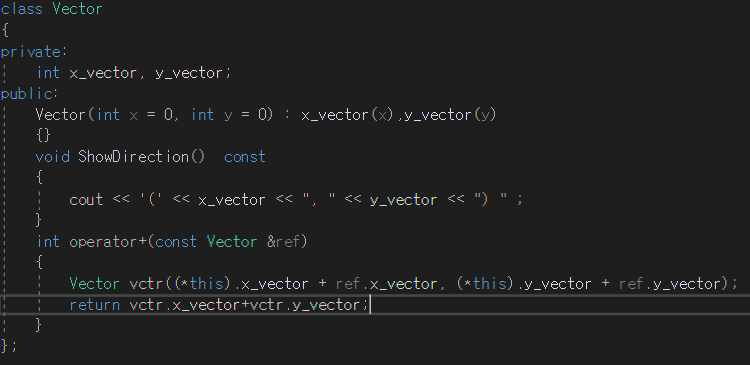 class Vector
{
private:
int x_vector, y_vector;
public:
Vector(int x = 0, int y = 0) : x_vector(x),y_vector(y)
{}
void ShowDirection()  const
{
cout << '(' << x_vector << ", " << y_vector << ") " ;
}
int operator+(const Vector &ref)
{
Vector vctr((*this).x_vector + ref.x_vector, (*this).y_vector + ref.y_vector);
return vctr.x_vector+vctr.y_vector;
}
};